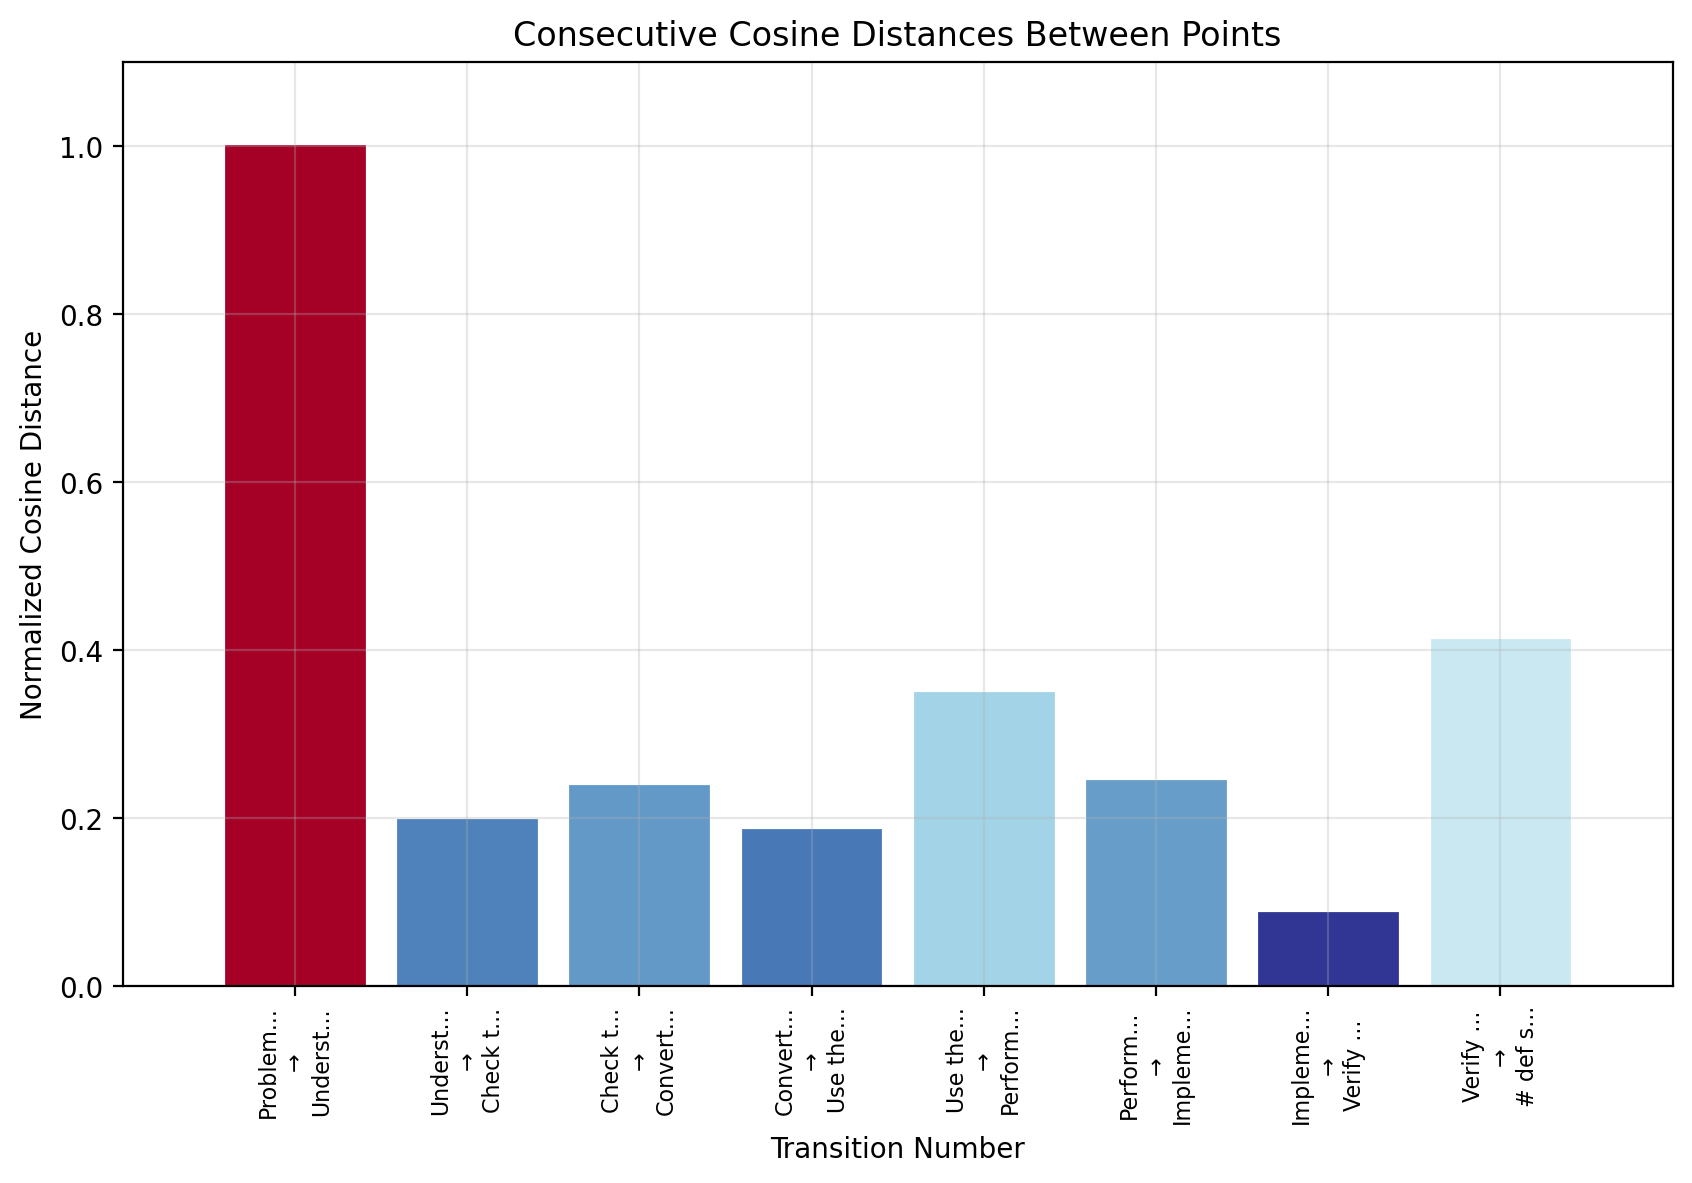 Consecutive Cosine Distances Between Points
Normalized Cosine Distance
1.0
0.8
0.6
0.4
0.2
0.0
Problem...
→
Underst...
Underst...
→
Check t...
Check t...
→
Convert...
Convert...
→
Use the...
Use the...
→
Perform...
Perform...
→
Impleme...
Impleme...
→
Verify ...
Verify ...
→
# def s...
Transition Number